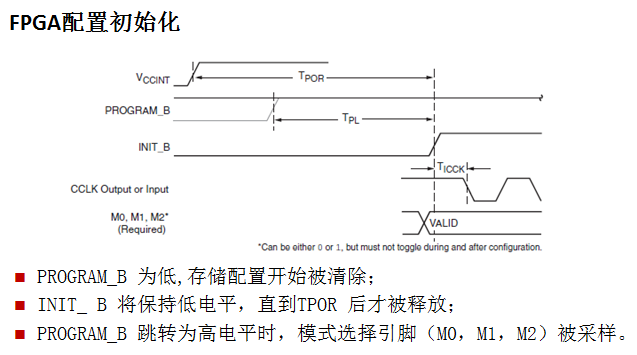 FPGA配置初始化
VCCINT
TPOR
PROGRAM_B
TPL
INIT_B
TICCK
CCLK Output or Input
M0, M1, M2*
(Required)
VALID
*Can be either 0 or 1, but must not toggle during and after configuration.
PROGRAM_B 为低,存储配置开始被清除；
INIT_ B 将保持低电平，直到TPOR 后才被释放；
PROGRAM_B 跳转为高电平时，模式选择引脚（M0，M1，M2）被采样。